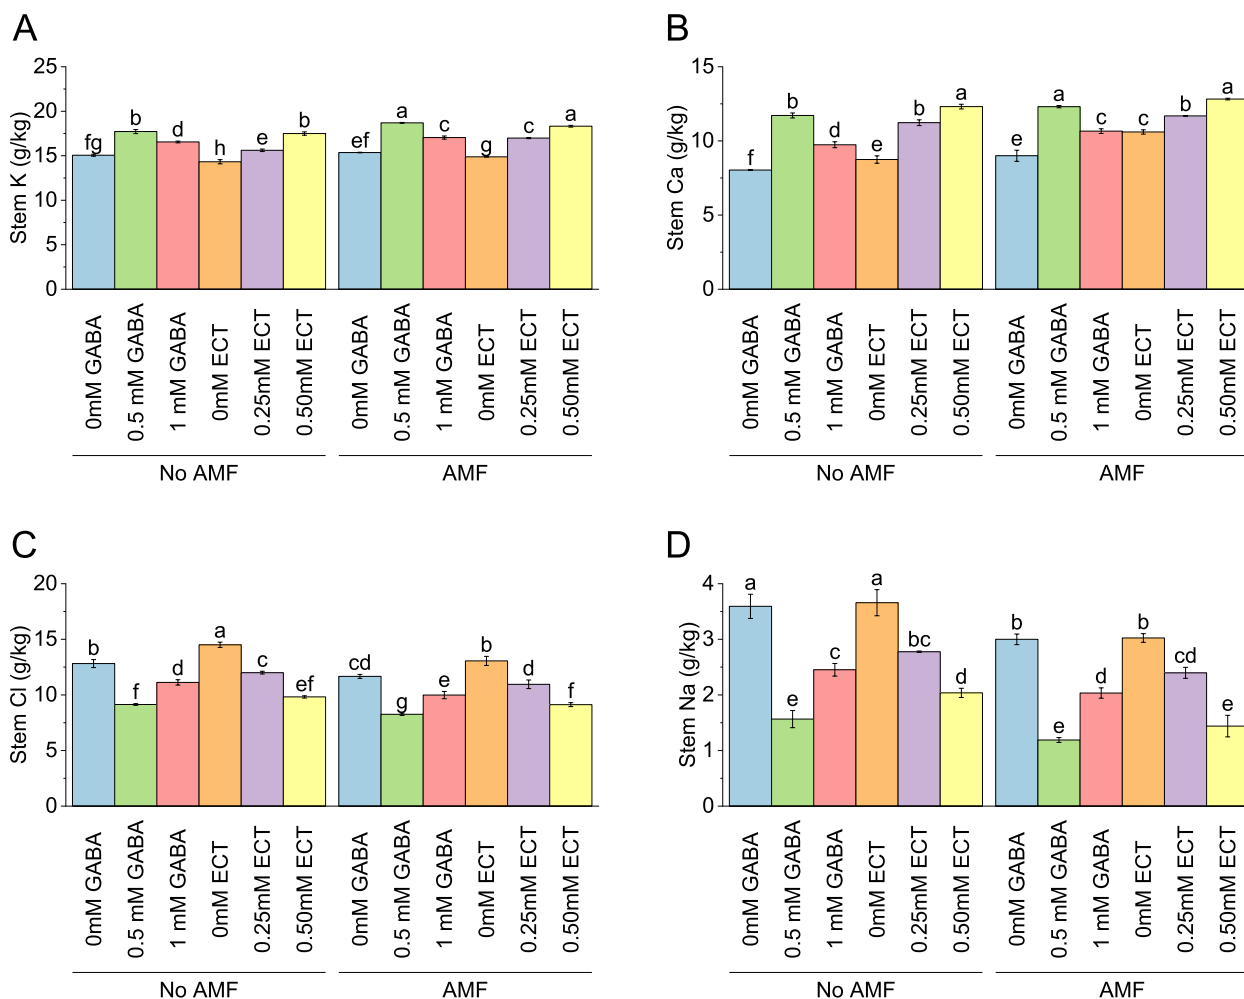 A
Stem K (g/kg)
25
20
15
10
5
0
fg
b
d
h
e
b
ef
a
c
g
c
a
0mM GABA
0.5 mM GABA
1 mM GABA
0mM ECT
0.25mM ECT
0.50mM ECT
0mM GABA
0.5 mM GABA
1 mM GABA
0mM ECT
0.25mM ECT
0.50mM ECT
No AMF
AMF
B
Stem Ca (g/kg)
15
10
5
0
f
b
d
e
b
a
e
a
c
c
b
a
0mM GABA
0.5 mM GABA
1 mM GABA
0mM ECT
0.25mM ECT
0.50mM ECT
0mM GABA
0.5 mM GABA
1 mM GABA
0mM ECT
0.25mM ECT
0.50mM ECT
No AMF
AMF
C
Stem Cl (g/kg)
20
15
10
5
0
b
f
d
a
c
ef
cd
g
e
b
d
f
0mM GABA
0.5 mM GABA
1 mM GABA
0mM ECT
0.25mM ECT
0.50mM ECT
0mM GABA
0.5 mM GABA
1 mM GABA
0mM ECT
0.25mM ECT
0.50mM ECT
No AMF
AMF
D
Stem Na (g/kg)
4
3
2
1
0
a
e
c
a
bc
d
b
e
d
b
cd
e
0mM GABA
0.5 mM GABA
1 mM GABA
0mM ECT
0.25mM ECT
0.50mM ECT
0mM GABA
0.5 mM GABA
1 mM GABA
0mM ECT
0.25mM ECT
0.50mM ECT
No AMF
AMF